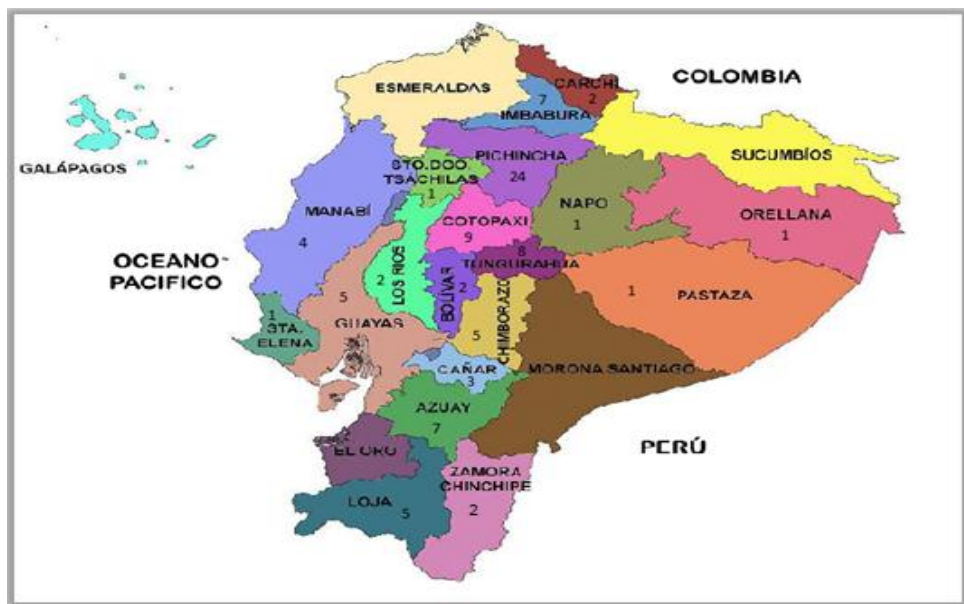 COLOMBIA
ESMERALDAS
CARCHI
2
7
IMBABURA
GALÁPAGOS
SUCUMBÍOS
PICHINCHA
24
STO.DGO.
TSACHILAS
1
MANABÍ
4
COTOPAXI
9
NAPO
1
ORELLANA
1
OCEANO-
PACIFICO
8
TUNGURAHUA
2
LOS RIOS
2
BOLIVAR
5
CHIMBORAZO
1
PASTAZA
1
STA.
ELENA
5
GUAYAS
CAÑAR
3
MORONA SANTIAGO
AZUAY
7
PERÚ
2
EL ORO
LOJA
5
ZAMORA
CHINCHIPE
2